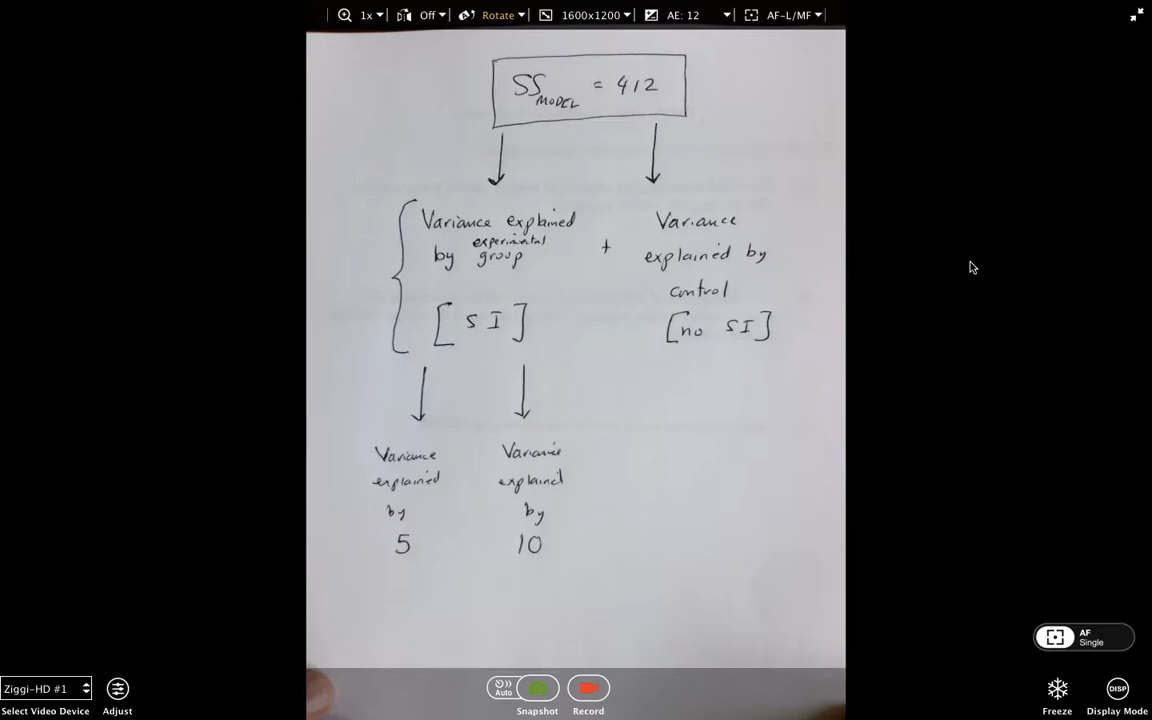 1x
Off
Rotate
1600x1200
AE: 12
AF-L/MF
SS MODEL = 412
Variance explained
by experimental group
[SI]
+
Variance
explained by
control
[no SI]
Variance
explained
by
5
Variance
explained
by
10
AF
Single
Ziggi-HD #1
Select Video Device
Adjust
Auto
Snapshot
Record
Freeze
DISP
Display Mode